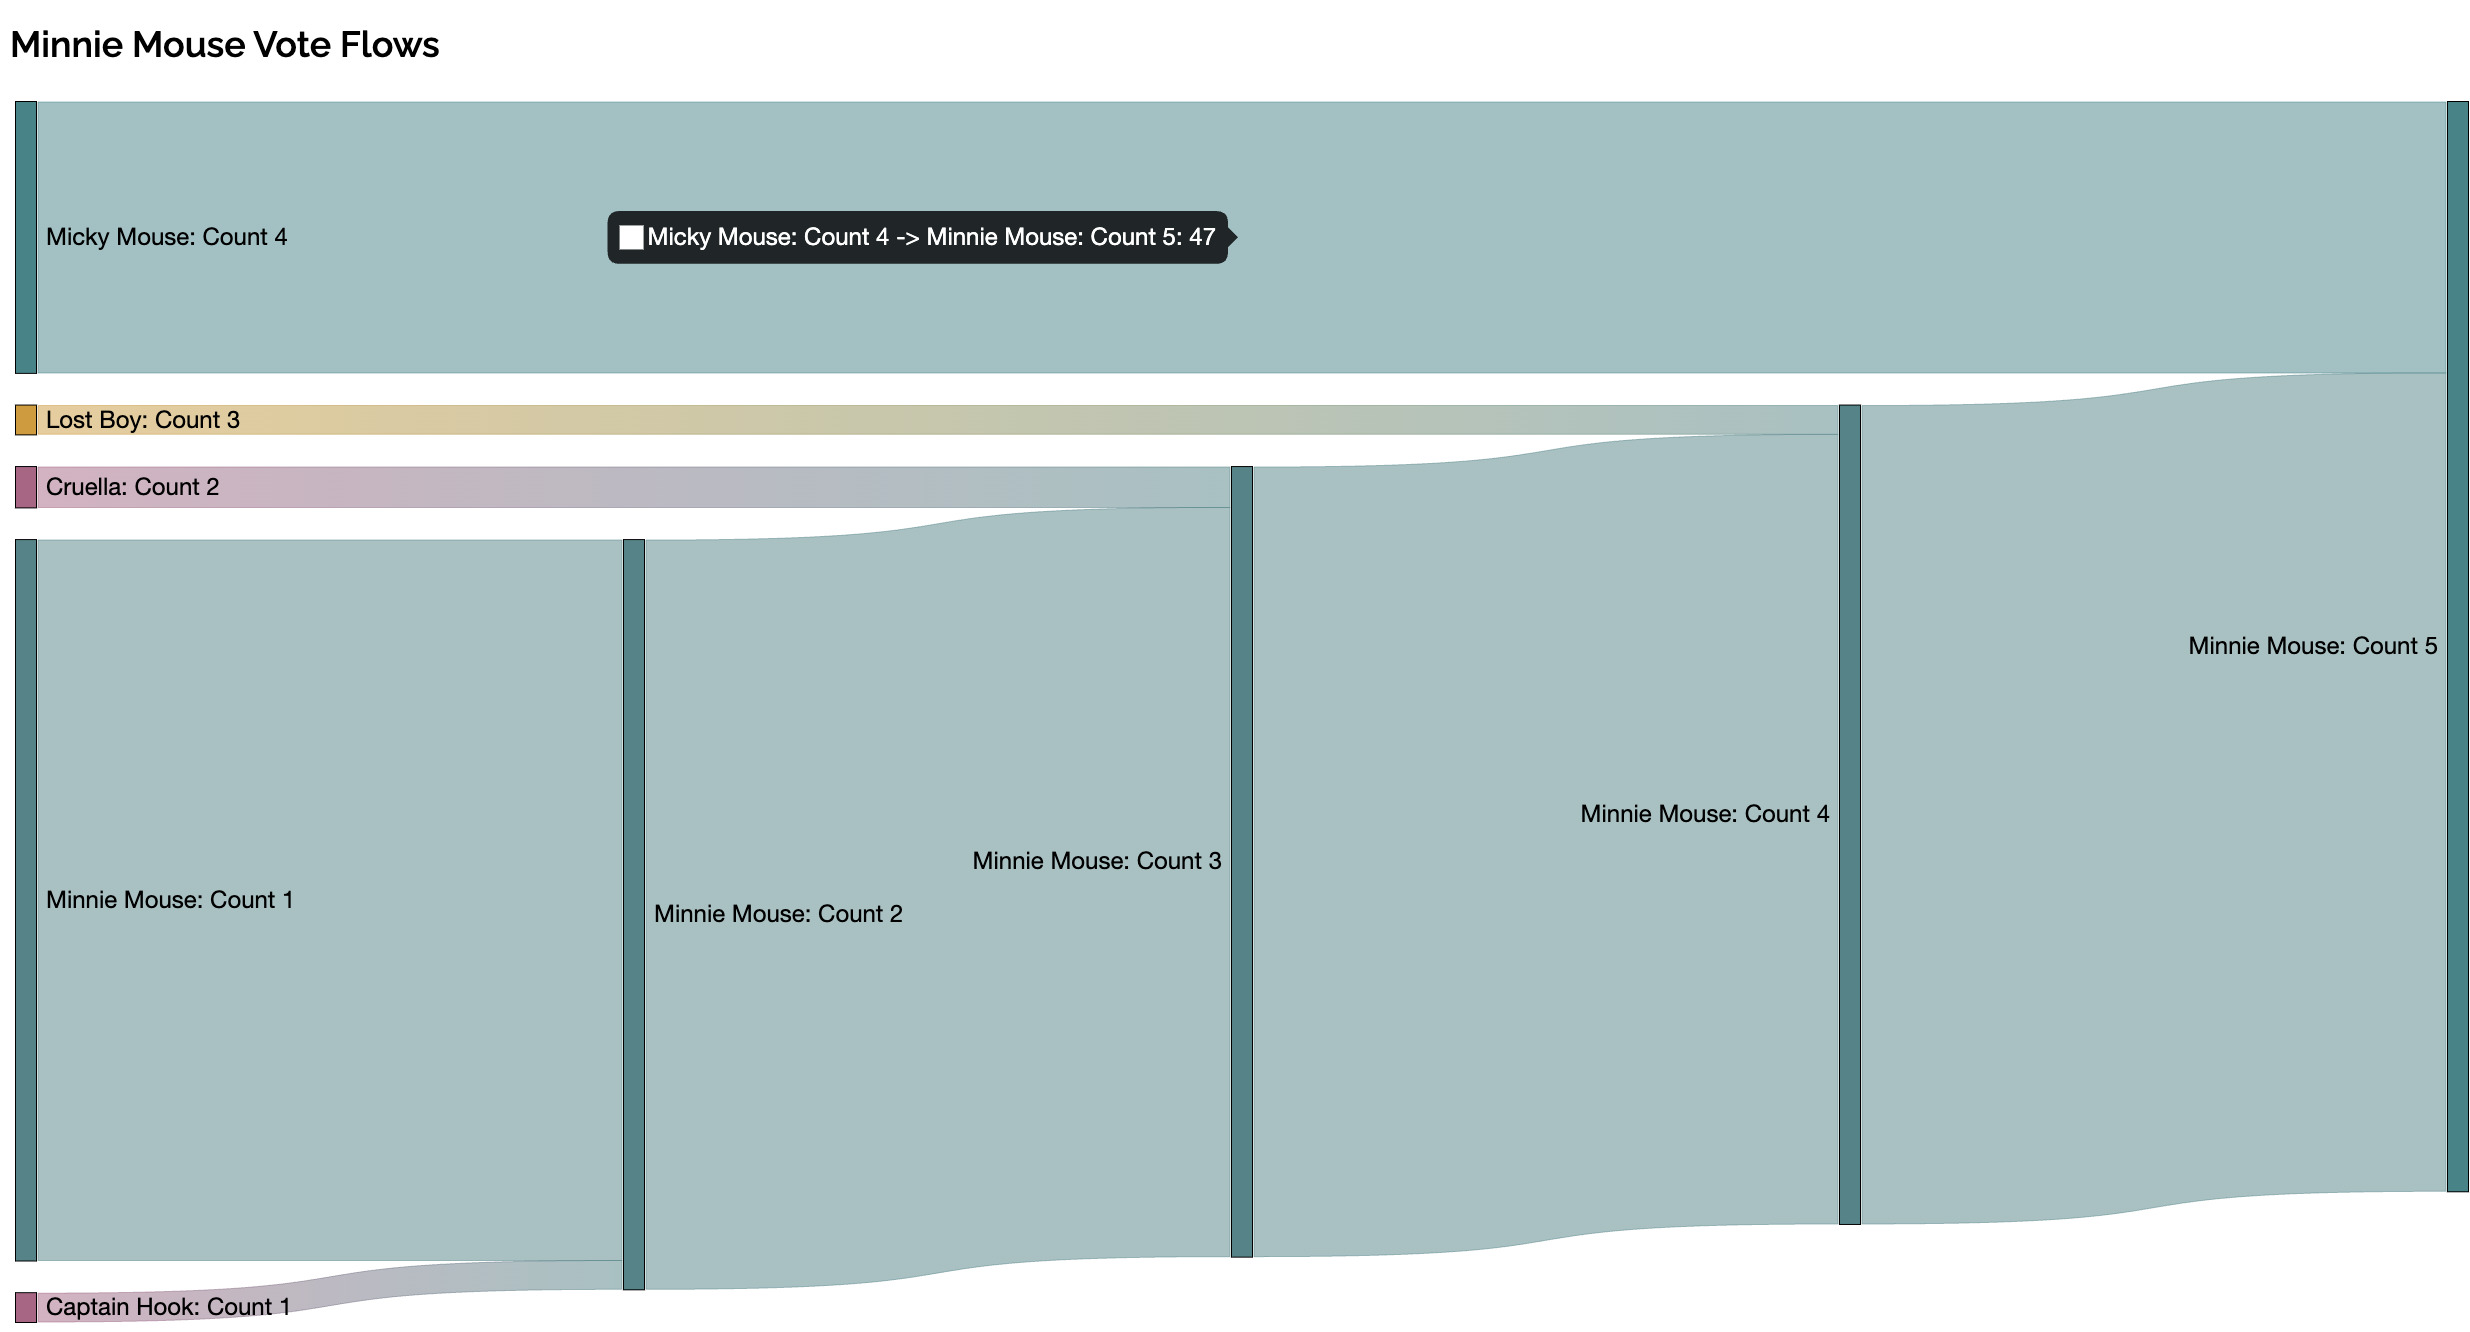 Minnie Mouse Vote Flows
Micky Mouse: Count 4
Micky Mouse: Count 4 -> Minnie Mouse: Count 5: 47
Lost Boy: Count 3
Cruella: Count 2
Minnie Mouse: Count 5
Minnie Mouse: Count 4
Minnie Mouse: Count 3
Minnie Mouse: Count 1
Minnie Mouse: Count 2
Captain Hook: Count 1